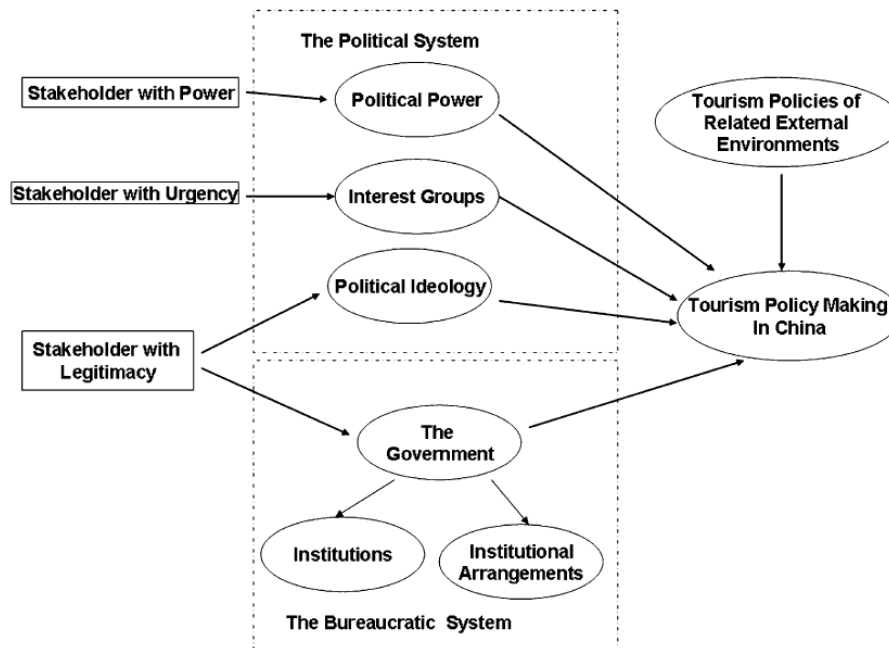 The Political System
Stakeholder with Power
Political Power
Tourism Policies of
Related External
Environments
Stakeholder with Urgency
Interest Groups
Political Ideology
Tourism Policy Making
In China
Stakeholder with
Legitimacy
The
Government
Institutions
Institutional
Arrangements
The Bureaucratic System